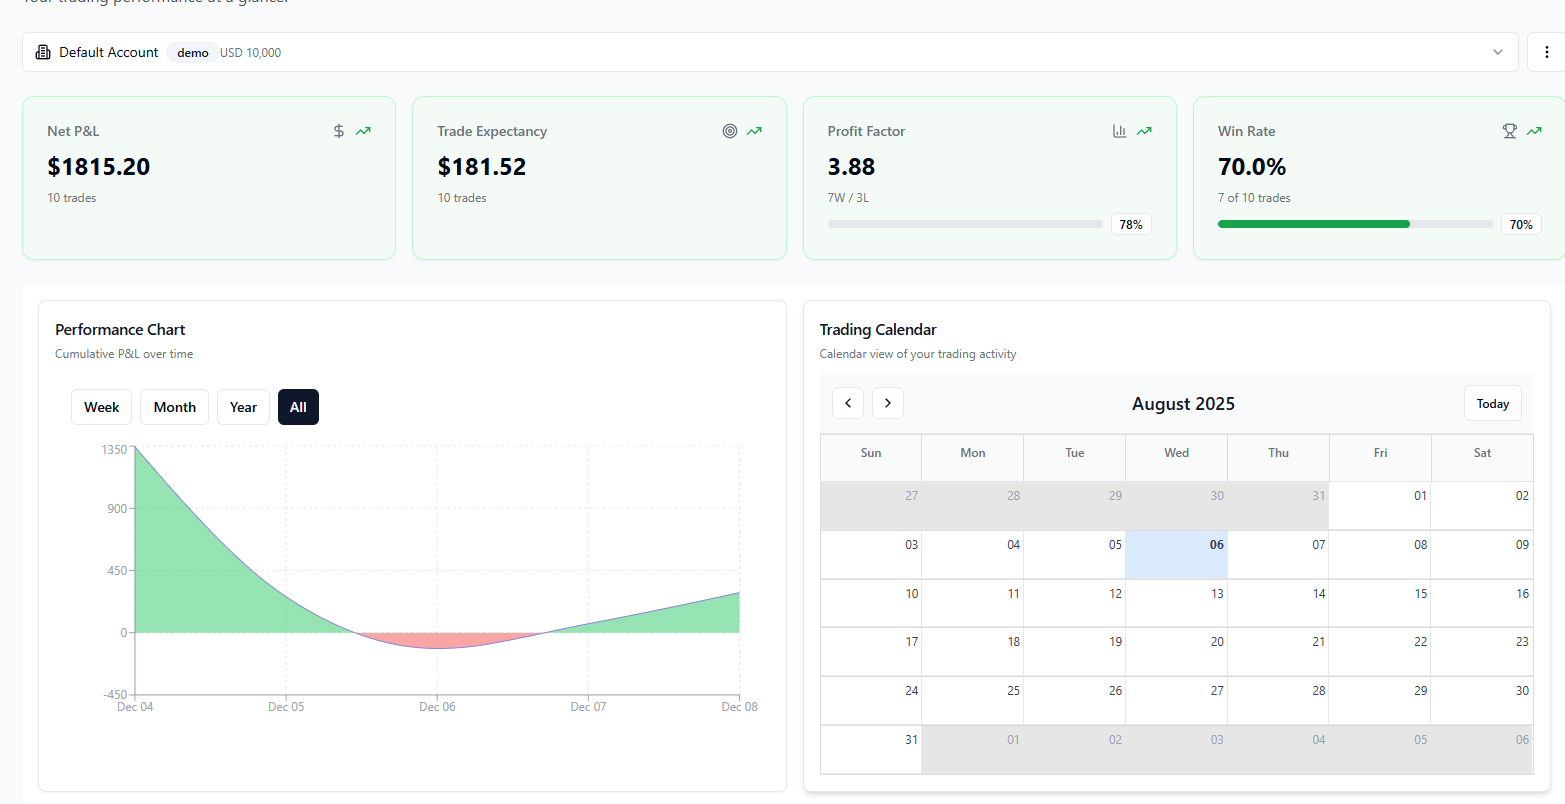 Your trading performance at a glance.
Default Account demo USD 10,000
Net P&L
$1815.20
10 trades
Trade Expectancy
$181.52
10 trades
Profit Factor
3.88
7W / 3L
78%
Win Rate
70.0%
7 of 10 trades
70%
Performance Chart
Cumulative P&L over time
Week Month Year All
1350
900
450
0
-450
Dec 04 Dec 05 Dec 06 Dec 07 Dec 08
Trading Calendar
Calendar view of your trading activity
August 2025
Today
Sun Mon Tue Wed Thu Fri Sat
27 28 29 30 31 01 02
03 04 05 06 07 08 09
10 11 12 13 14 15 16
17 18 19 20 21 22 23
24 25 26 27 28 29 30
31 01 02 03 04 05 06